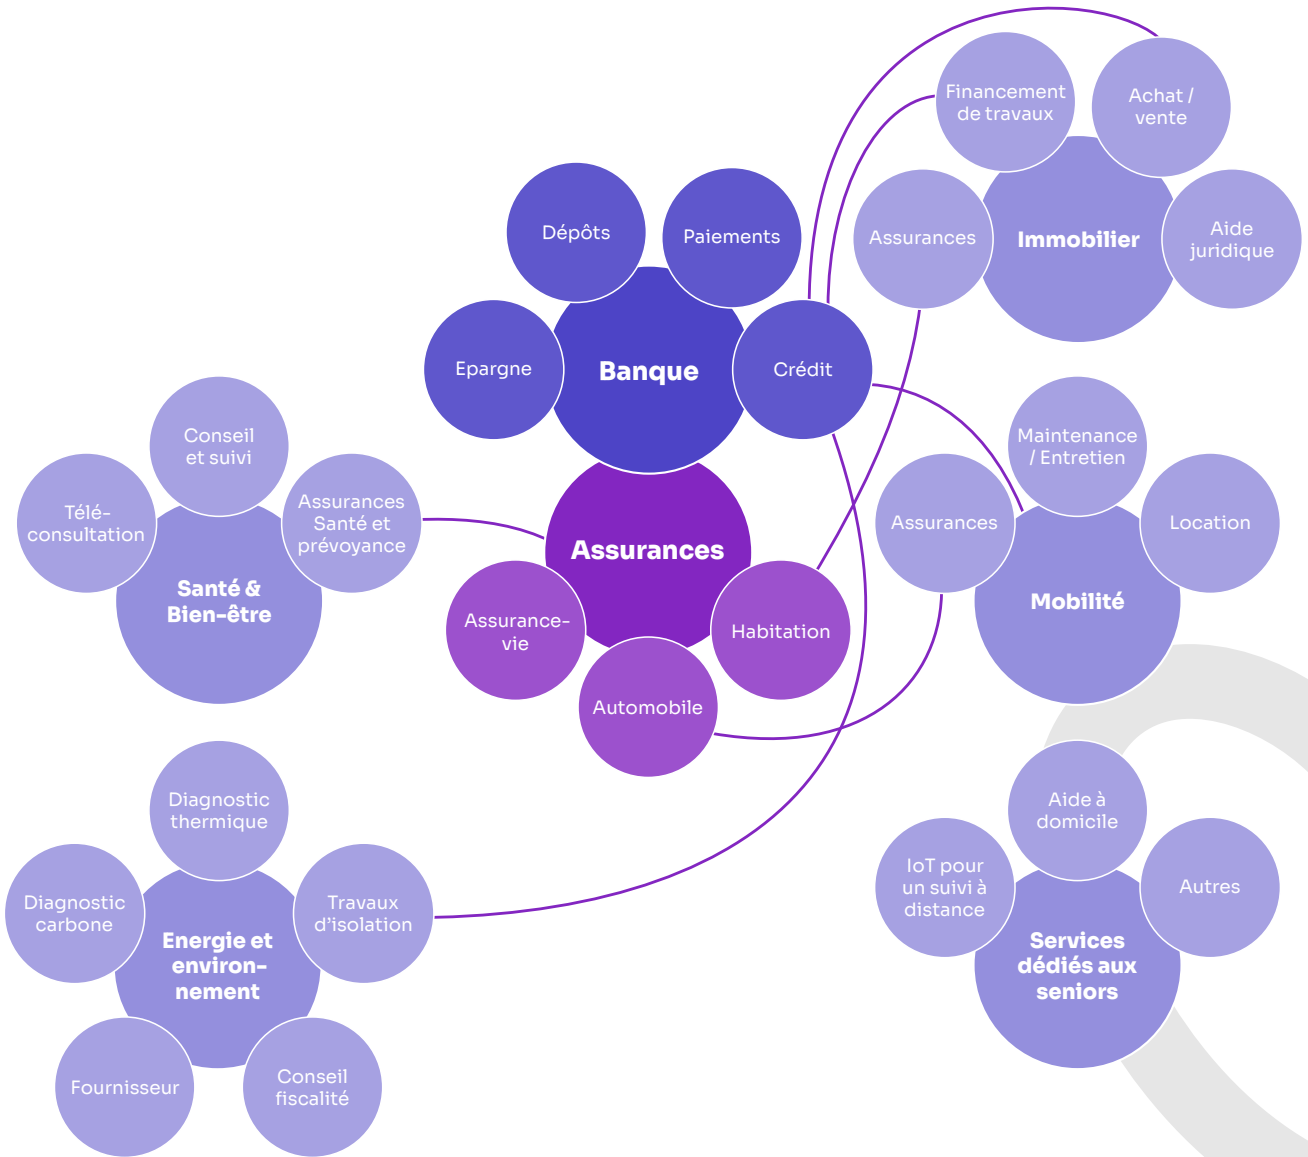 Financement
de travaux
Achat /
vente
Assurances
Immobilier
Aide
juridique
Dépôts
Paiements
Epargne
Banque
Crédit
Conseil
et suivi
Télé-
consultation
Assurances
Santé et
prévoyance
Santé &
Bien-être
Assurances
Assurance-
vie
Automobile
Habitation
Maintenance
/ Entretien
Assurances
Location
Mobilité
Diagnostic
thermique
Diagnostic
carbone
Travaux
d’isolation
Energie et
environ-
nement
Fournisseur
Conseil
fiscalité
Aide à
domicile
IoT pour
un suivi à
distance
Autres
Services
dédiés aux
seniors